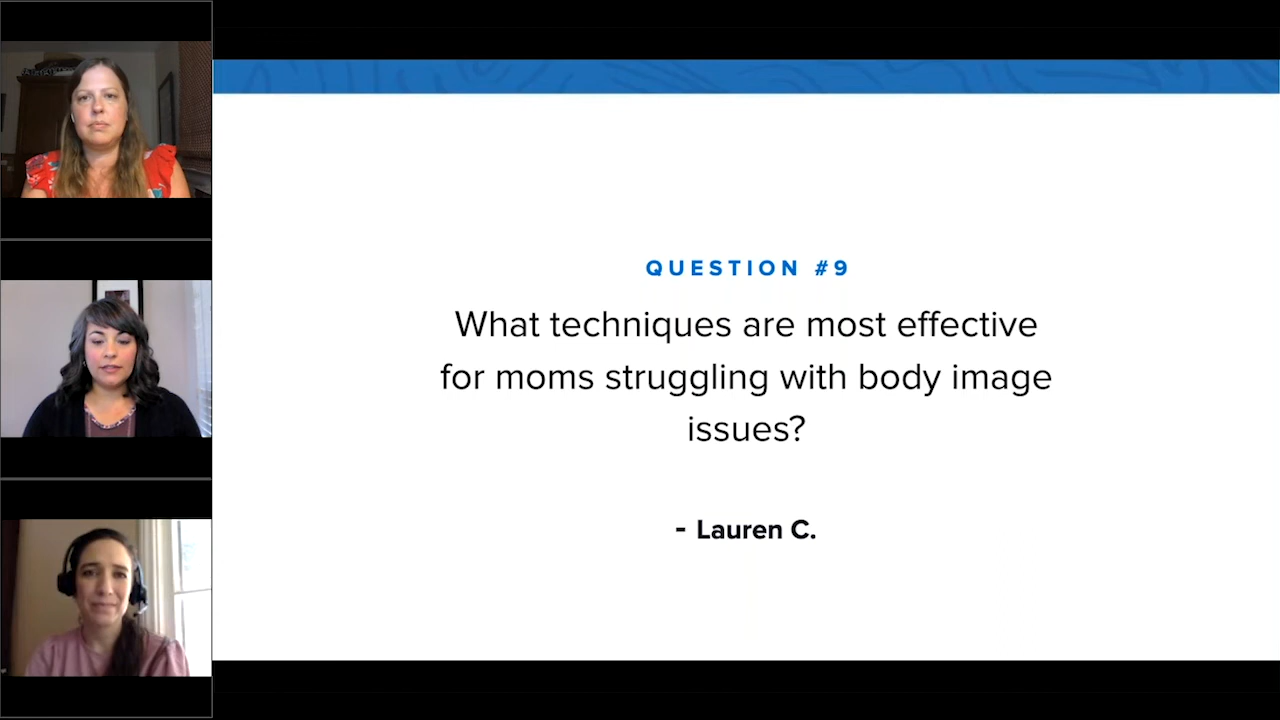 QUESTION #9
What techniques are most effective
for moms struggling with body image
issues?
- Lauren C.